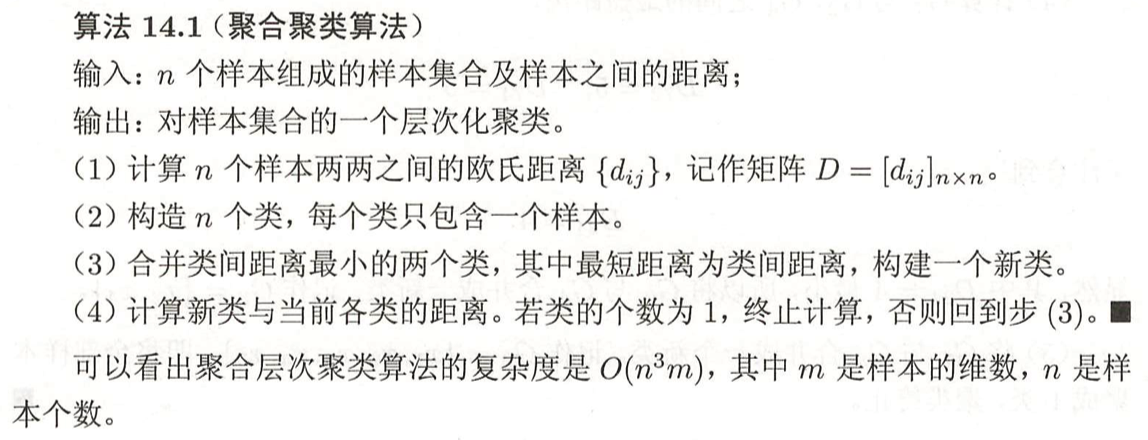 算法 14.1（聚合聚类算法）
输入：n 个样本组成的样本集合及样本之间的距离；
输出：对样本集合的一个层次化聚类。
（1）计算 n 个样本两两之间的欧氏距离 {d_{ij}}，记作矩阵 D = [d_{ij}]_{n×n}。
（2）构造 n 个类，每个类只包含一个样本。
（3）合并类间距离最小的两个类，其中最短距离为类间距离，构建一个新类。
（4）计算新类与当前各类的距离。若类的个数为 1，终止计算，否则回到步 (3)。■
可以看出聚合层次聚类算法的复杂度是 O(n³m)，其中 m 是样本的维数，n 是样
本个数。